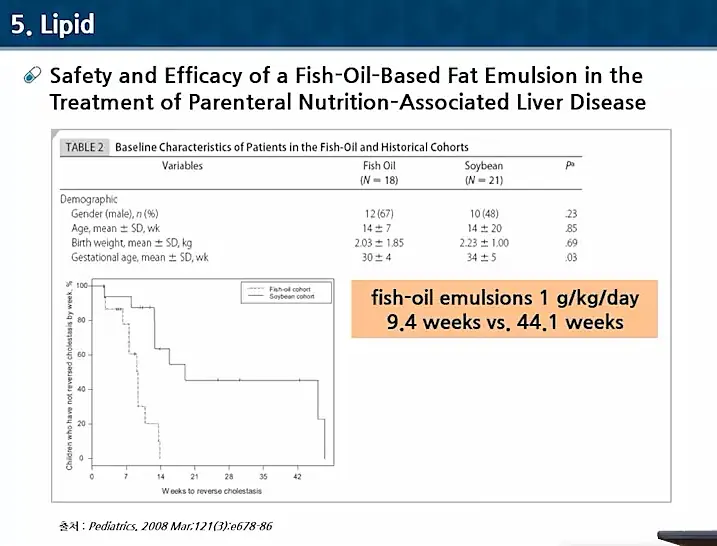 5. Lipid
Safety and Efficacy of a Fish-Oil-Based Fat Emulsion in the
Treatment of Parenteral Nutrition-Associated Liver Disease
TABLE 2 Baseline Characteristics of Patients in the Fish-Oil and Historical Cohorts
Variables Fish Oil Soybean Pª
(N = 18) (N = 21)
Demographic
Gender (male), n (%) 12 (67) 10 (48) .23
Age, mean ± SD, wk 14 ± 7 14 ± 20 .85
Birth weight, mean ± SD, kg 2.03 ± 1.85 2.23 ± 1.00 .69
Gestational age, mean ± SD, wk 30 ± 4 34 ± 5 .03
Children who have not reversed cholestasis by week, %
100
80
60
40
20
0
Fish-oil cohort
Soybean cohort
0 7 14 21 28 35 42
Weeks to reverse cholestasis
fish-oil emulsions 1 g/kg/day
9.4 weeks vs. 44.1 weeks
출처 : Pediatrics, 2008 Mar;121(3):e678-86